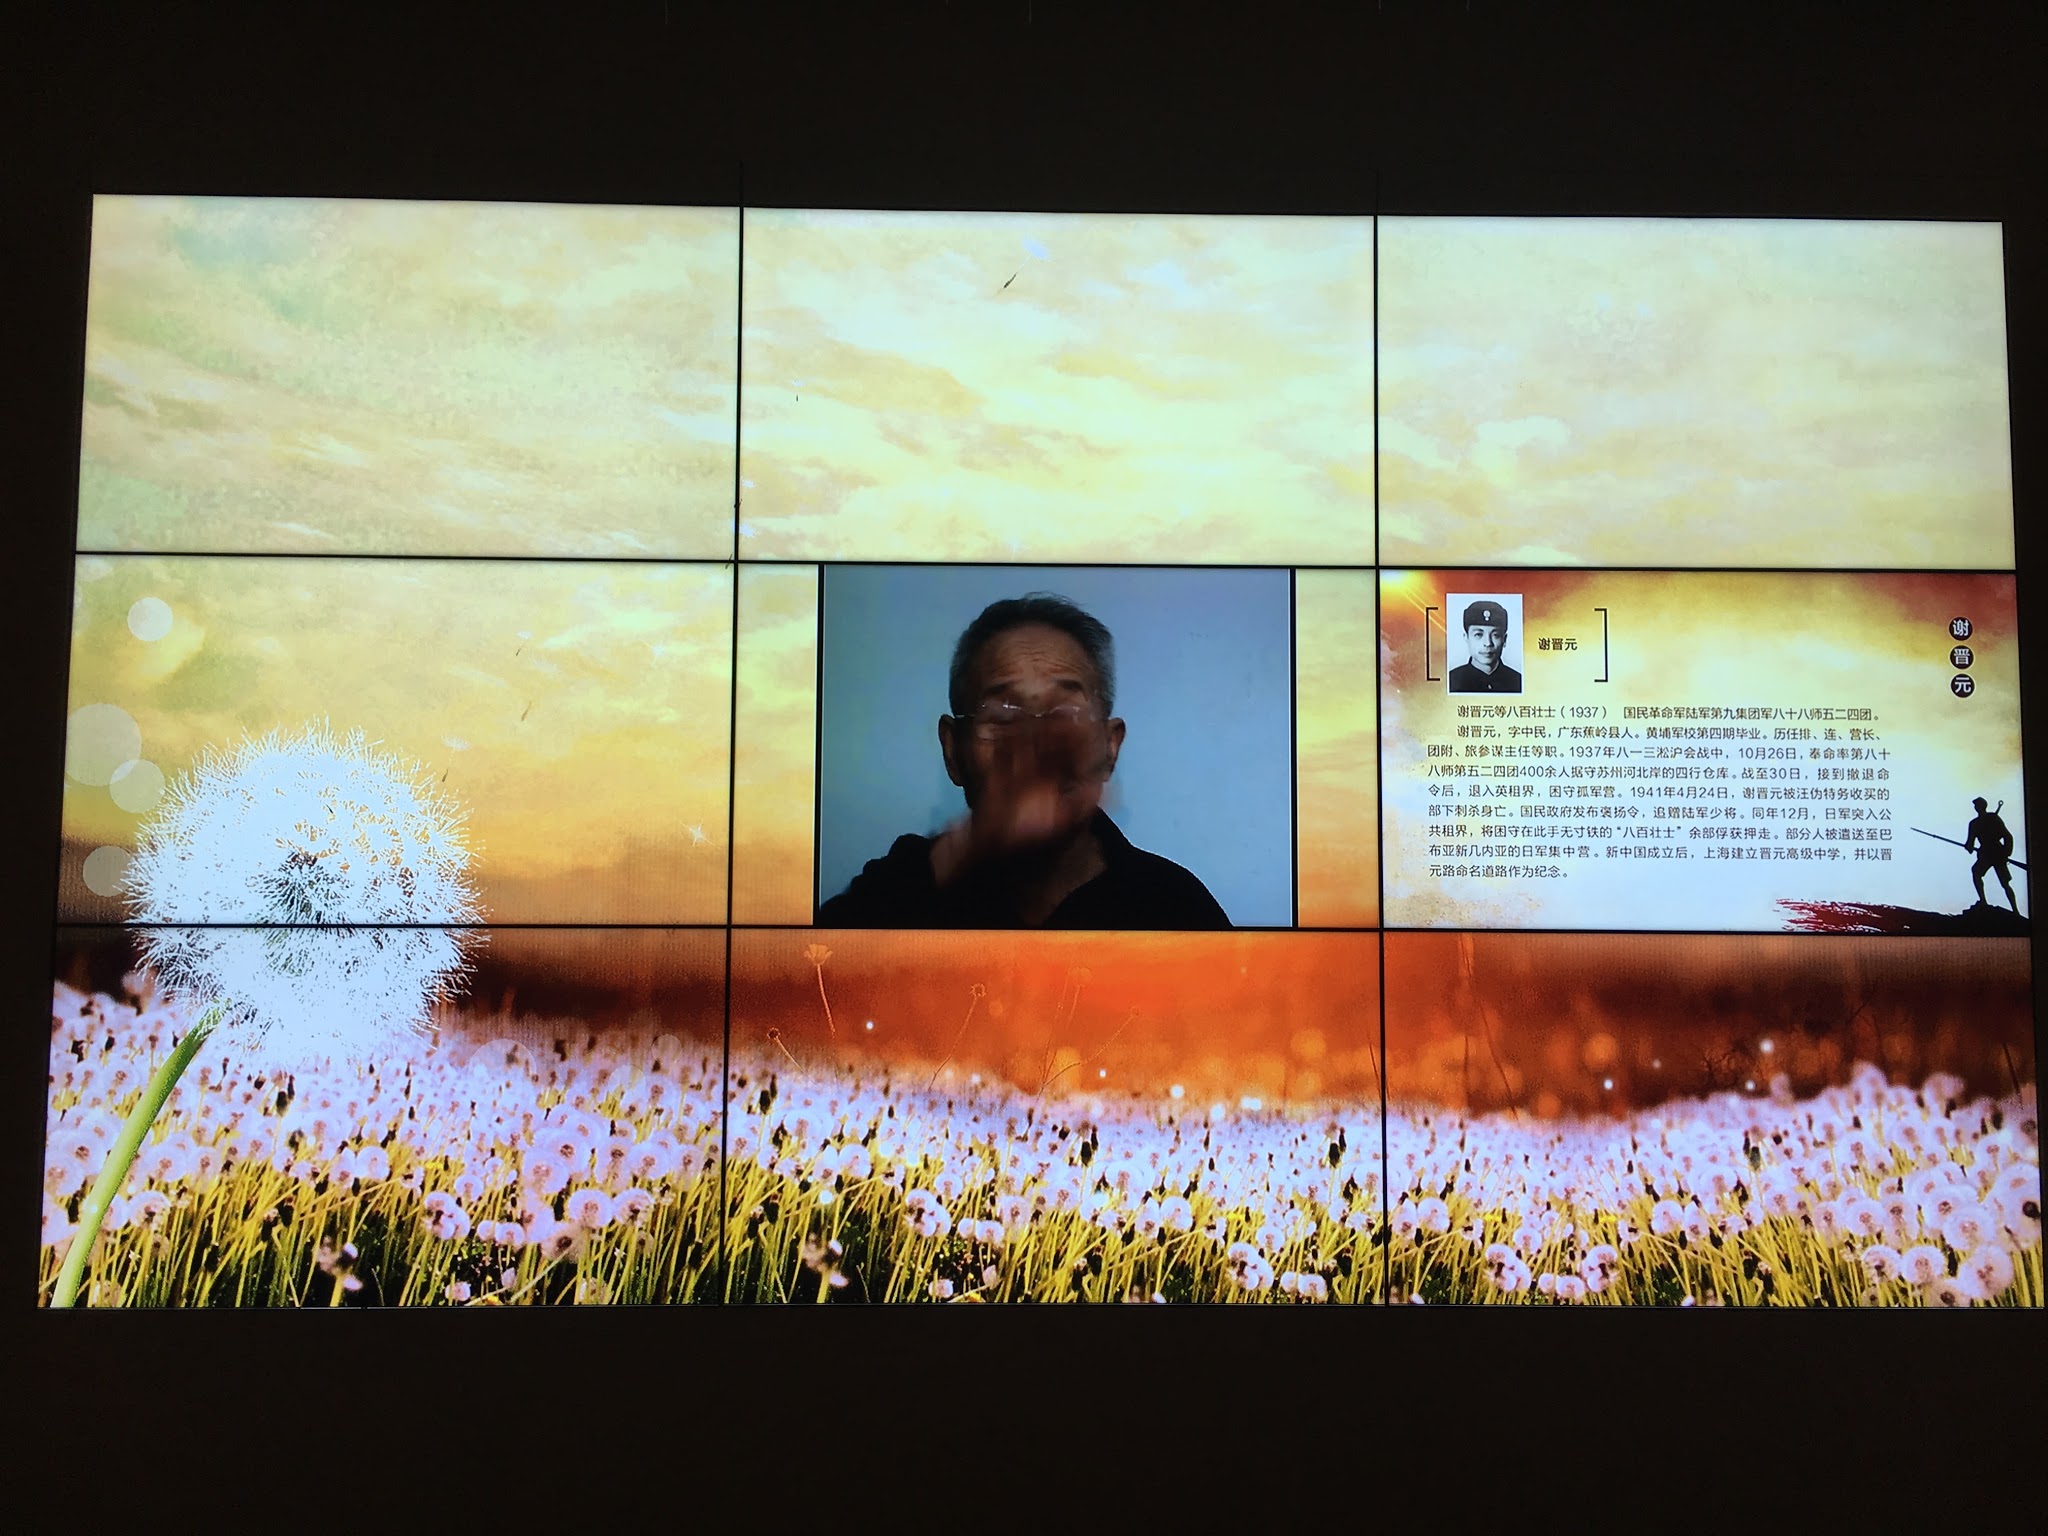 谢晋元
谢
晋
元
谢晋元等八百壮士（1937） 国民革命军陆军第九集团军八十八师五二四团。
谢晋元，字中民，广东蕉岭县人。黄埔军校第四期毕业。历任排、连、营长、
团附、旅参谋主任等职。1937年八一三淞沪会战中，10月26日，奉命率第八十
八师第五二四团400余人据守苏州河北岸的四行仓库。战至30日，接到撤退命
令后，退入英租界，困守孤军营。1941年4月24日，谢晋元被汪伪特务收买的
部下刺杀身亡。国民政府发布褒扬令，追赠陆军少将。同年12月，日军突入公
共租界，将困守在此手无寸铁的“八百壮士”余部俘获押走。部分人被遣送至巴
布亚新几内亚的日军集中营。新中国成立后，上海建立晋元高级中学，并以晋
元路命名道路作为纪念。